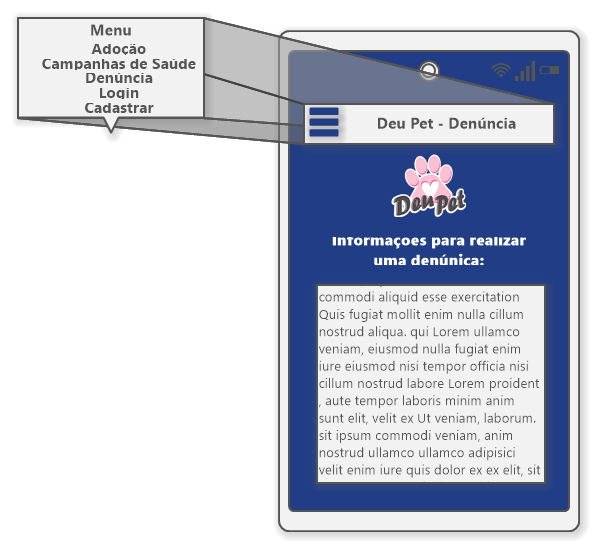 Menu
Adoção
Campanhas de Saúde
Denúncia
Login
Cadastrar
Deu Pet - Denúncia
Deu Pet
Informações para realizar
uma denúnica:
commodi aliquid esse exercitation
Quis fugiat mollit enim nulla cillum
nostrud aliqua. qui Lorem ullamco
veniam, eiusmod nulla fugiat enim
iure eiusmod nisi tempor officia nisi
cillum nostrud labore Lorem proident
, aute tempor laboris minim anim
sunt elit, velit ex Ut veniam, laborum.
sit ipsum commodi veniam, anim
nostrud ullamco ullamco adipisici
velit enim iure quis dolor ex ex elit, sit